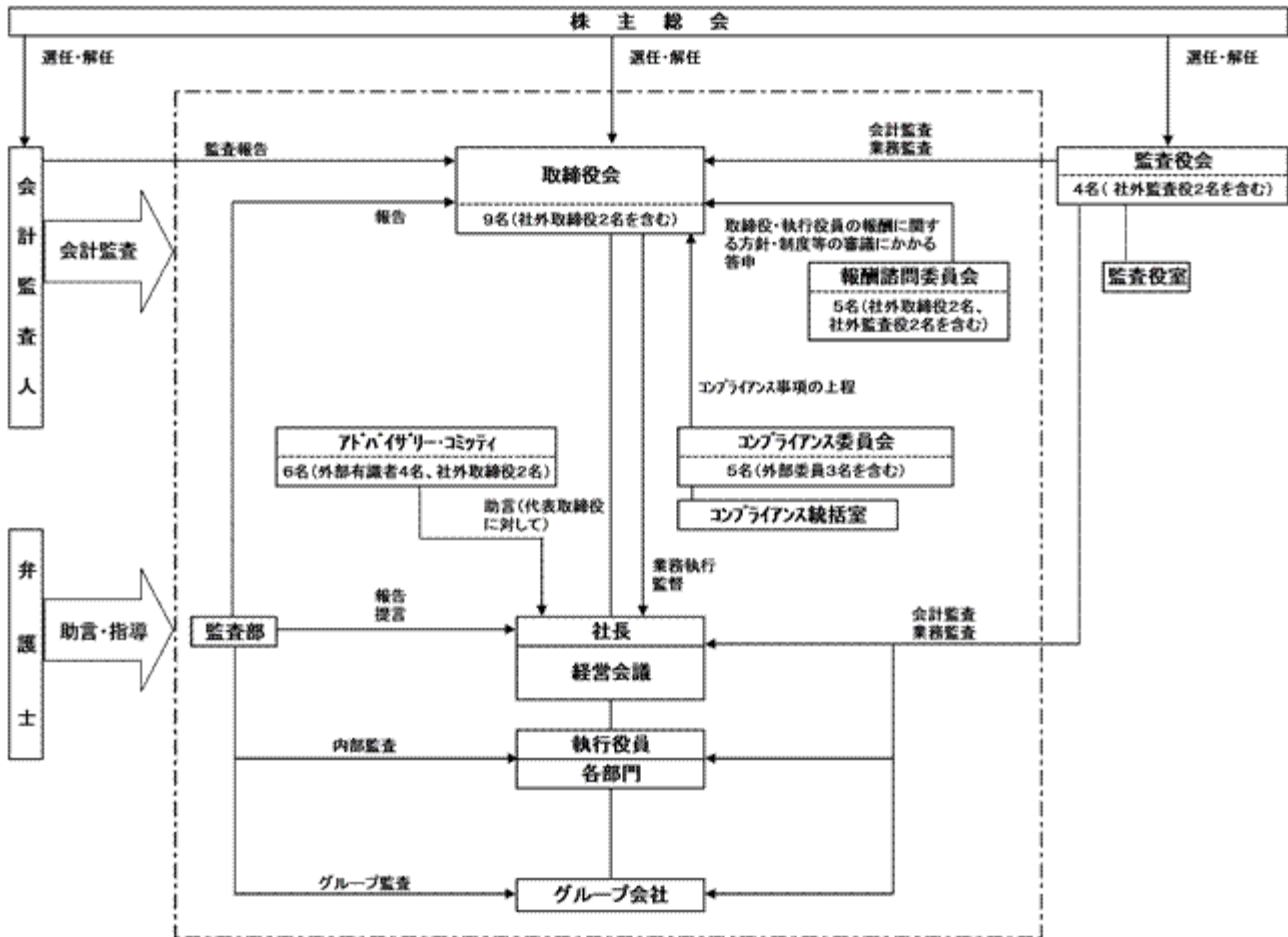 株主総会
選任・解任
選任・解任
選任・解任
会計監査人
監査報告
会計監査
業務監査
取締役会
9名(社外取締役2名を含む)
監査役会
4名( 社外監査役2名を含む)
報告
会計監査
取締役・執行役員の報酬に関す
る方針・制度等の審議にかかる
答申
監査役室
報酬諮問委員会
5名(社外取締役2名、
社外監査役2名を含む)
コンプライアンス事項の上程
アドバイザリー・コミッティ
6名(外部有識者4名、社外取締役2名)
コンプライアンス委員会
5名(外部委員3名を含む)
助言(代表取締役
に対して)
コンプライアンス統括室
弁護士
業務執行
監督
助言・指導
監査部
報告
提言
社長
経営会議
会計監査
業務監査
内部監査
執行役員
各部門
グループ監査
グループ会社